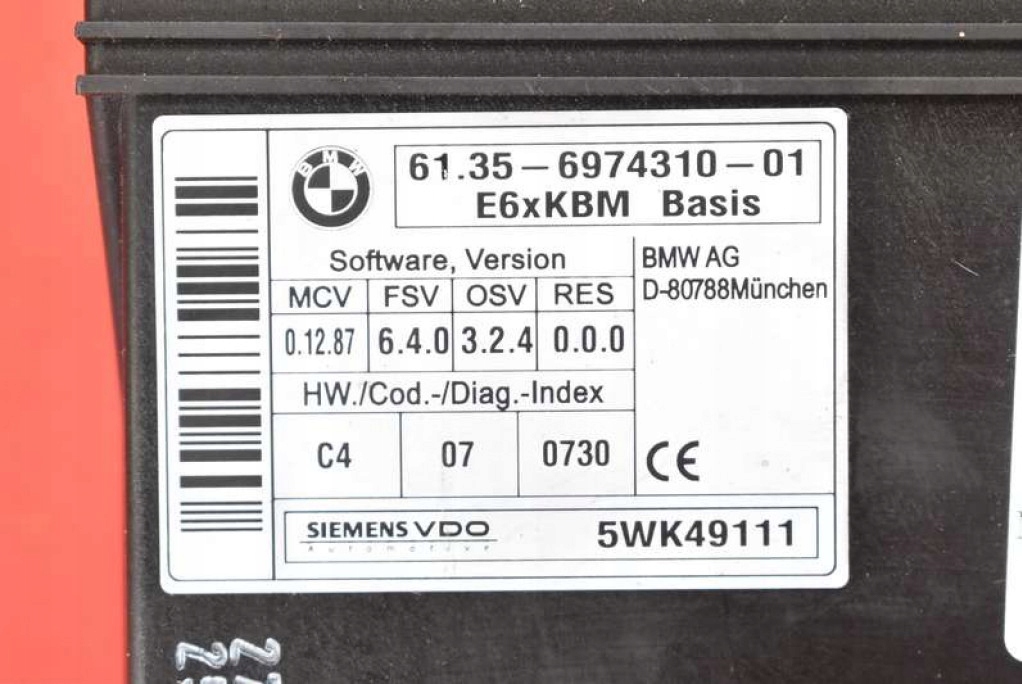 BMW
61.35-6974310-01
E6xKBM Basis
Software, Version
MCV FSV OSV RES
0.12.87 6.4.0 3.2.4 0.0.0
BMW AG
D-80788München
HW./Cod.-/Diag.-Index
C4 07 0730
CE
SIEMENS VDO
Automotive
5WK49111